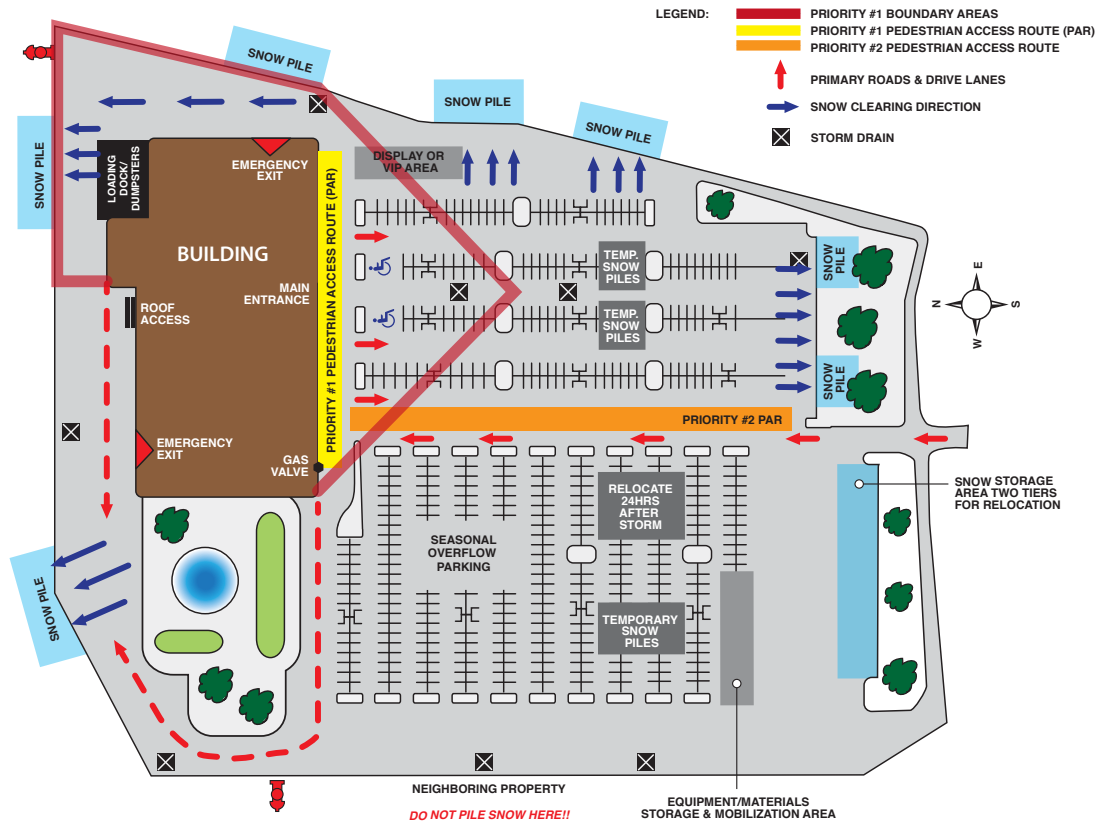 LEGEND:
PRIORITY #1 BOUNDARY AREAS
PRIORITY #1 PEDESTRIAN ACCESS ROUTE (PAR)
PRIORITY #2 PEDESTRIAN ACCESS ROUTE
PRIMARY ROADS & DRIVE LANES
SNOW CLEARING DIRECTION
STORM DRAIN
SNOW PILE
SNOW PILE
SNOW PILE
SNOW PILE
LOADING
DOCK/
DUMPSTERS
EMERGENCY
EXIT
DISPLAY OR
VIP AREA
BUILDING
MAIN
ENTRANCE
PRIORITY #1 PEDESTRIAN ACCESS ROUTE (PAR)
ROOF
ACCESS
TEMP.
SNOW
PILES
TEMP.
SNOW
PILES
SNOW
PILE
SNOW
PILE
E
N
S
W
PRIORITY #2 PAR
EMERGENCY
EXIT
GAS
VALVE
RELOCATE
24HRS
AFTER
STORM
SEASONAL
OVERFLOW
PARKING
SNOW STORAGE
AREA TWO TIERS
FOR RELOCATION
SNOW PILE
TEMPORARY
SNOW
PILES
NEIGHBORING PROPERTY
DO NOT PILE SNOW HERE!!
EQUIPMENT/MATERIALS
STORAGE & MOBILIZATION AREA